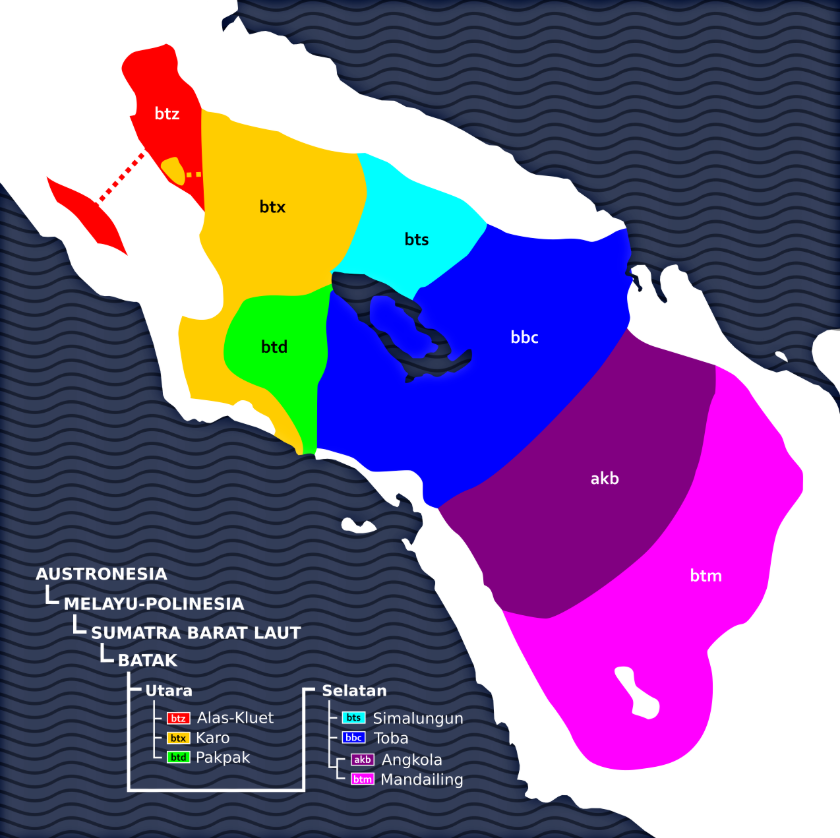 btz
btx
bts
btd
bbc
akb
btm
AUSTRONESIA
MELAYU-POLINESIA
SUMATRA BARAT LAUT
BATAK
Utara
btz Alas-Kluet
btx Karo
btd Pakpak
Selatan
bts Simalungun
bbc Toba
akb Angkola
btm Mandailing